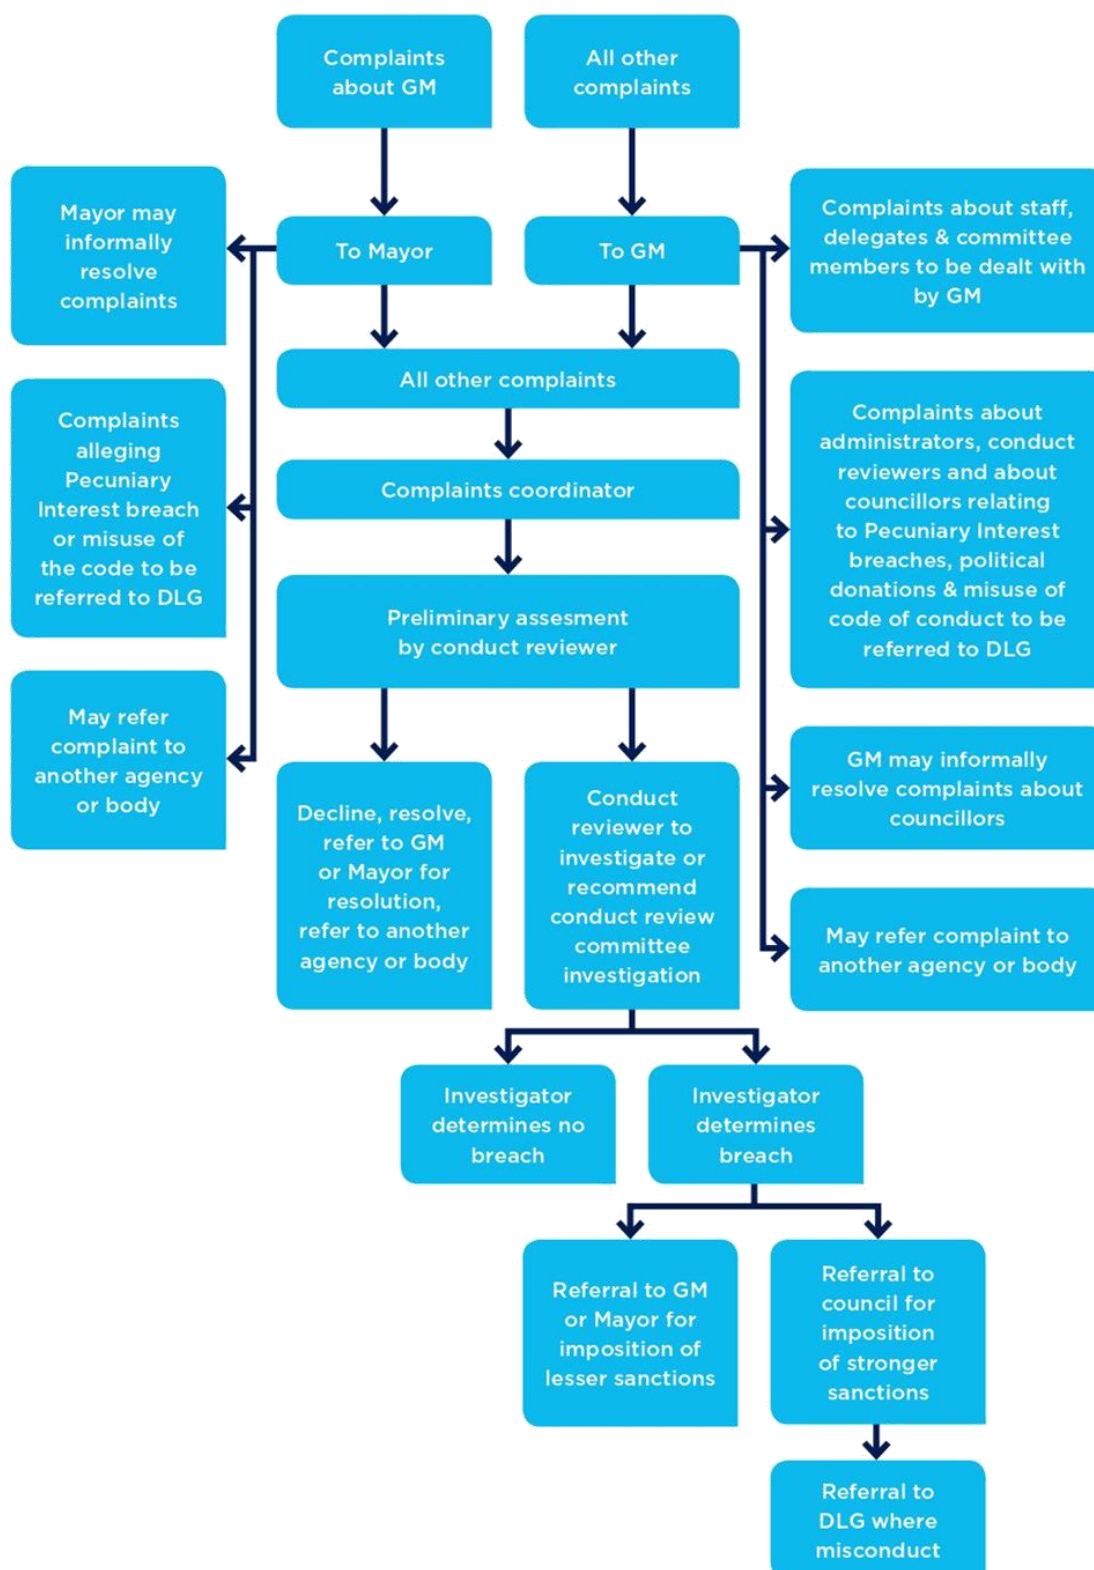 Complaints
about GM
All other
complaints
Mayor may
informally
resolve
complaints
To Mayor
To GM
Complaints about staff,
delegates & committee
members to be dealt with
by GM
All other complaints
Complaints
alleging
Pecuniary
Interest breach
or misuse of
the code to be
referred to DLG
Complaints about
administrators, conduct
reviewers and about
councillors relating
to Pecuniary Interest
breaches, political
donations & misuse of
code of conduct to be
referred to DLG
Complaints coordinator
Preliminary assesment
by conduct reviewer
May refer
complaint to
another agency
or body
GM may informally
resolve complaints about
councillors
Decline, resolve,
refer to GM
or Mayor for
resolution,
refer to another
agency or body
Conduct
reviewer to
investigate or
recommend
conduct review
committee
investigation
May refer complaint to
another agency or body
Investigator
determines no
breach
Investigator
determines
breach
Referral to GM
or Mayor for
imposition of
lesser sanctions
Referral to
council for
imposition
of stronger
sanctions
Referral to
DLG where
misconduct